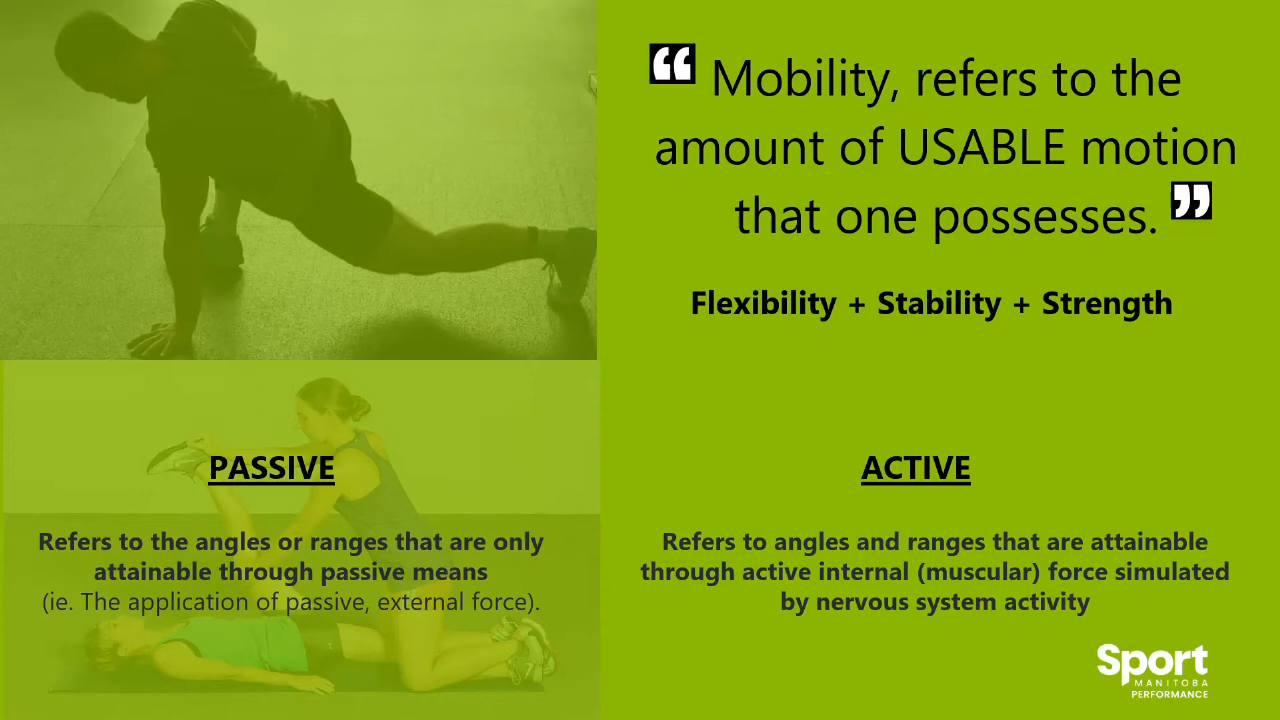 “ Mobility, refers to the
amount of USABLE motion
that one possesses. ”
Flexibility + Stability + Strength
PASSIVE
Refers to the angles or ranges that are only
attainable through passive means
(ie. The application of passive, external force).
ACTIVE
Refers to angles and ranges that are attainable
through active internal (muscular) force simulated
by nervous system activity
Sport
MANITOBA
PERFORMANCE